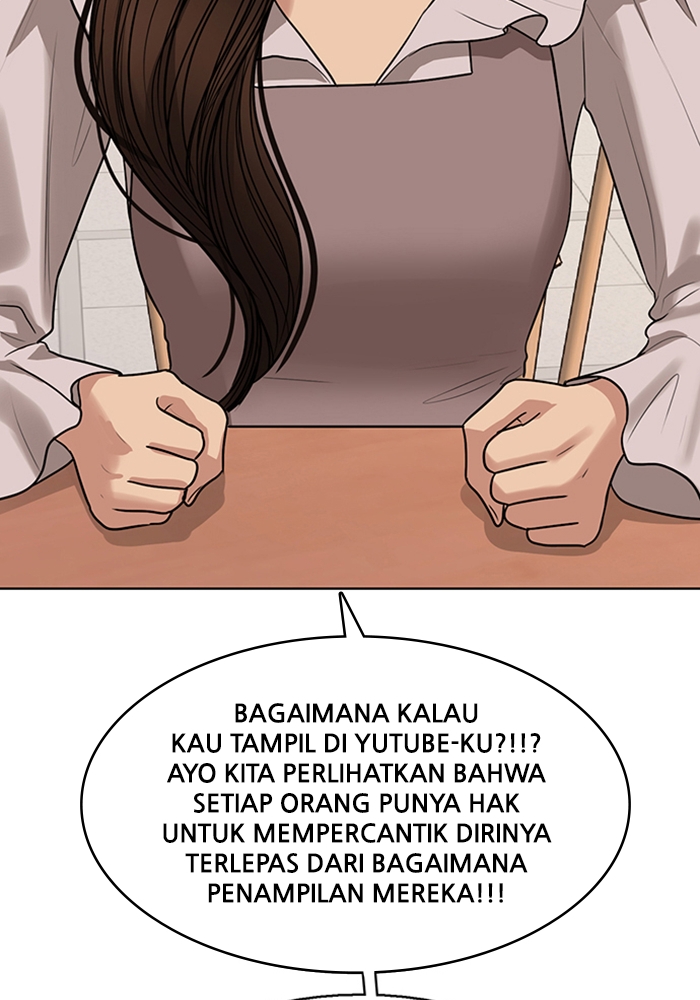 BAGAIMANA KALAU
KAU TAMPIL DI YUTUBE-KU?!!?
AYO KITA PERLIHATKAN BAHWA
SETIAP ORANG PUNYA HAK
UNTUK MEMPERCANTIK DIRINYA
TERLEPAS DARI BAGAIMANA
PENAMPILAN MEREKA!!!